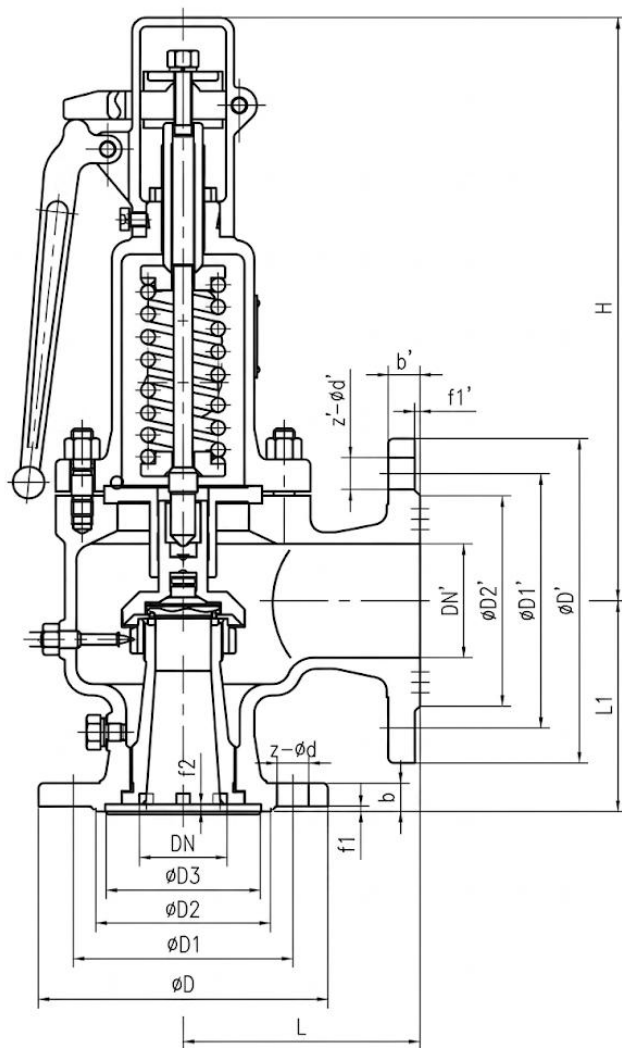 H
b'
f1'
z'-ød'
DN'
øD2'
øD1'
øD'
L1
z-ød
f2
b
f1
DN
øD3
øD2
øD1
øD
L